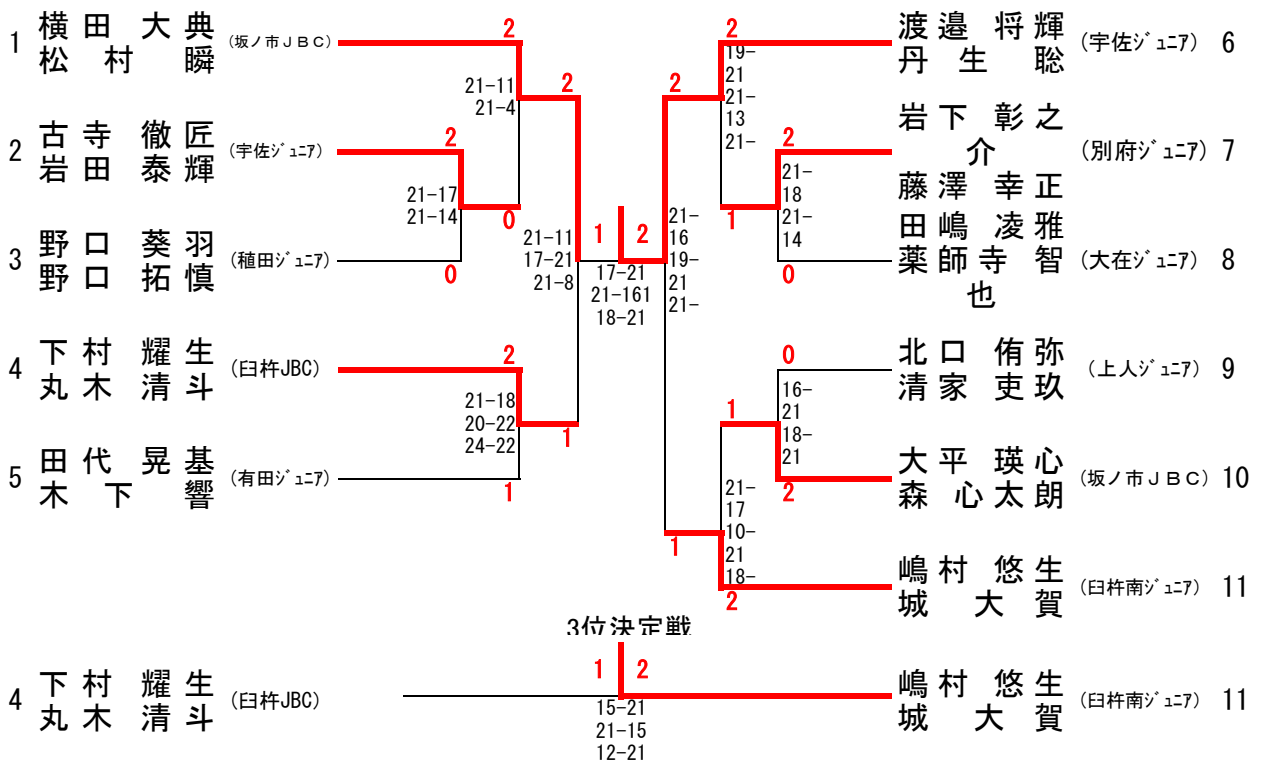 1 横田大典 (坂ノ市JBC)
松村瞬
2 古寺徹匠 (宇佐ジュニア)
岩田泰輝
3 野口葵羽 (稙田ジュニア)
野口拓慎
4 下村耀生 (臼杵JBC)
丸木清斗
5 田代晃基 (有田ジュニア)
木下響
2
21-11
21-4
2
2
21-17
21-14
0
0
21-11
17-21
21-8
2
21-18
20-22
24-22
1
1
1 2
17-21
21-161
18-21
2
2
19-
21
21-
13
21-
2
21-
18
21-
14
1
0
21-
16
19-
21
21-
0
16-
21
18-
21
1
2
21-
17
10-
21
18-
1
2
渡邉将輝 (宇佐ジュニア) 6
丹生聡
岩下彰之
介 (別府ジュニア) 7
藤澤幸正
田嶋凌雅
薬師寺智 (大在ジュニア) 8
也
北口侑弥 (上人ジュニア) 9
清家吏玖
大平瑛心 (坂ノ市JBC) 10
森心太朗
嶋村悠生 (臼杵南ジュニア) 11
城大賀
3位決定戦
4 下村耀生 (臼杵JBC)
丸木清斗
1 2
15-21
21-15
12-21
嶋村悠生 (臼杵南ジュニア) 11
城大賀